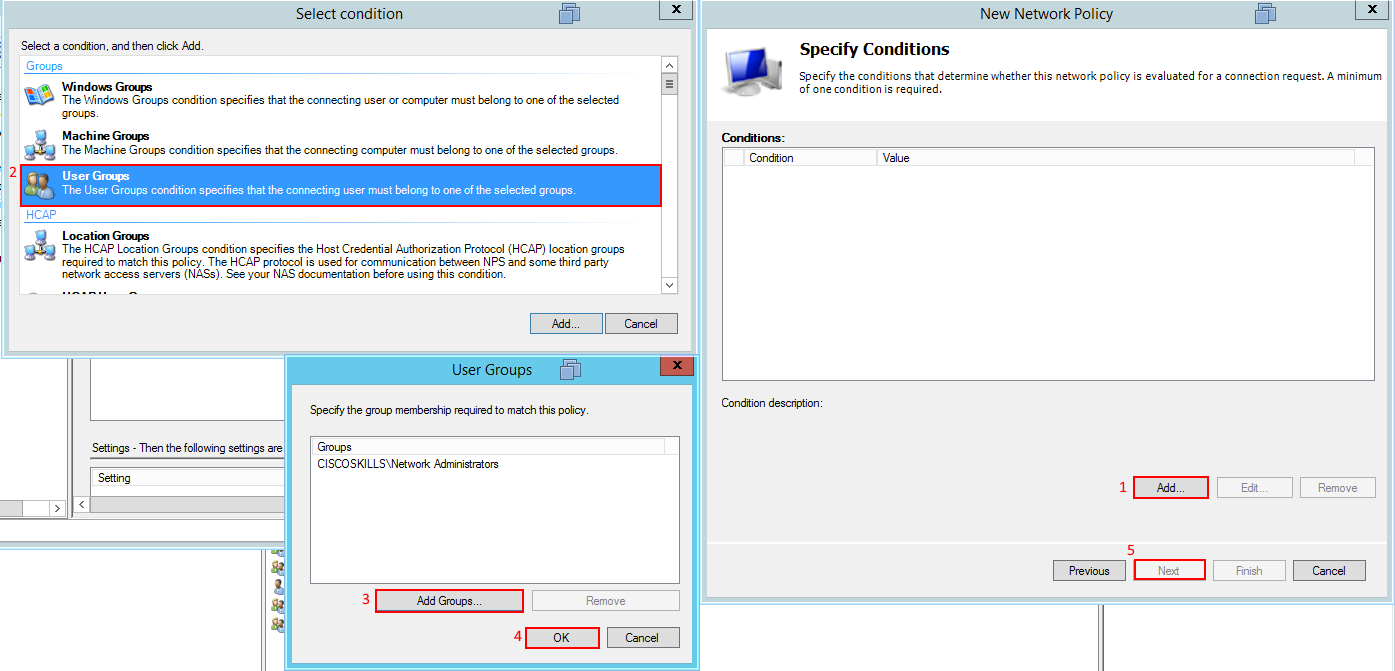 Select condition
X
Select a condition, and then click Add.
Groups
Windows Groups
The Windows Groups condition specifies that the connecting user or computer must belong to one of the selected
groups.
Machine Groups
The Machine Groups condition specifies that the connecting computer must belong to one of the selected groups.
2
User Groups
The User Groups condition specifies that the connecting user must belong to one of the selected groups.
HCAP
Location Groups
The HCAP Location Groups condition specifies the Host Credential Authorization Protocol (HCAP) location groups
required to match this policy. The HCAP protocol is used for communication between NPS and some third party
network access servers (NASs). See your NAS documentation before using this condition.
Add...
Cancel
Settings - Then the following settings are
Setting
User Groups
X
Specify the group membership required to match this policy.
Groups
CISCOSKILLS\Network Administrators
3
Add Groups...
Remove
4
OK
Cancel
New Network Policy
X
Specify Conditions
Specify the conditions that determine whether this network policy is evaluated for a connection request. A minimum
of one condition is required.
Conditions:
Condition
Value
Condition description:
1
Add...
Edit...
Remove
5
Previous
Next
Finish
Cancel